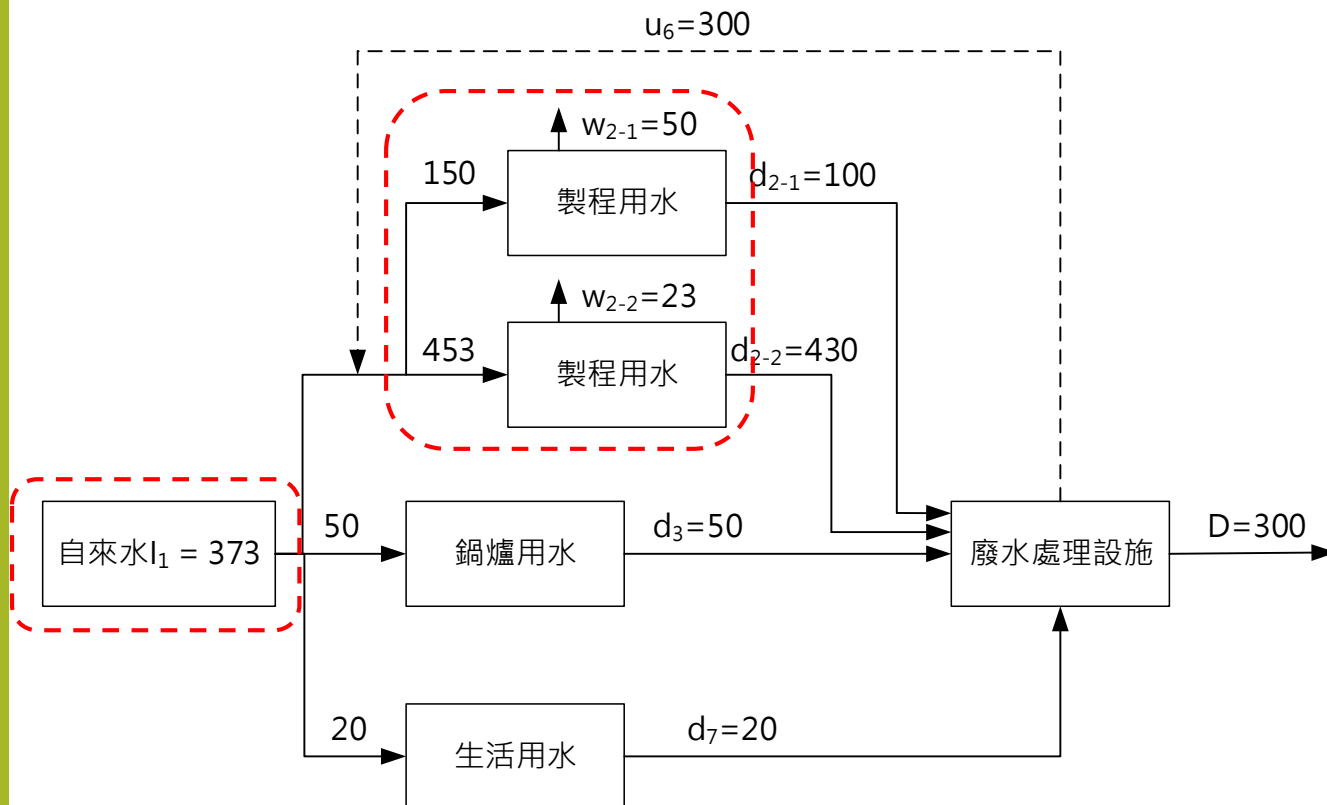 u₆=300
w₂₋₁=50
150
製程用水
d₂₋₁=100
w₂₋₂=23
453
製程用水
d₂₋₂=430
自來水I₁ = 373
50
鍋爐用水
d₃=50
廢水處理設施
D=300
20
生活用水
d₇=20